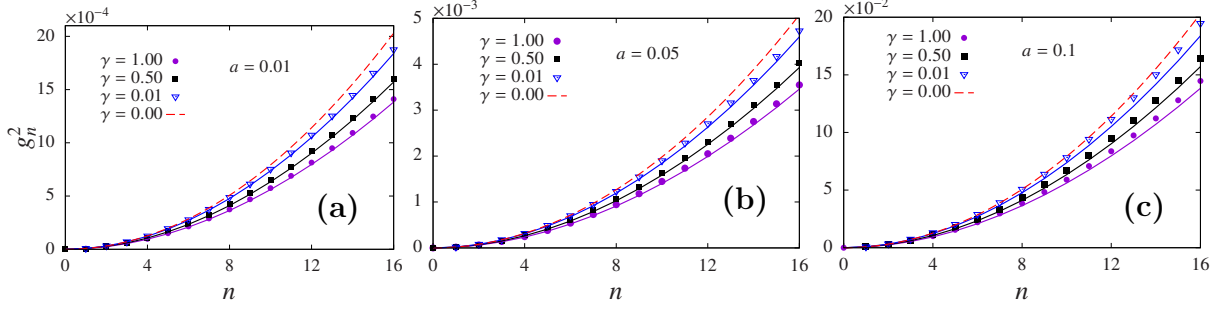 ×10⁻⁴
20
15
10
5
0
0 4 8 12 16
g²ₙ
n
γ = 1.00
γ = 0.50
γ = 0.01
γ = 0.00
a = 0.01
(a)
×10⁻³
5
4
3
2
1
0
0 4 8 12 16
n
γ = 1.00
γ = 0.50
γ = 0.01
γ = 0.00
a = 0.05
(b)
×10⁻²
20
15
10
5
0
0 4 8 12 16
n
γ = 1.00
γ = 0.50
γ = 0.01
γ = 0.00
a = 0.1
(c)